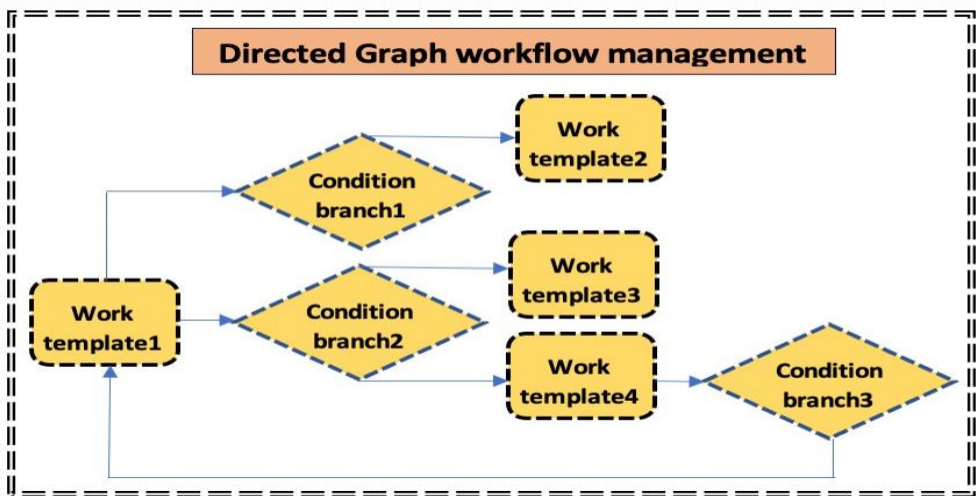 Directed Graph workflow management
Work
template2
Condition
branch1
Work
template3
Work
template1
Condition
branch2
Work
template4
Condition
branch3